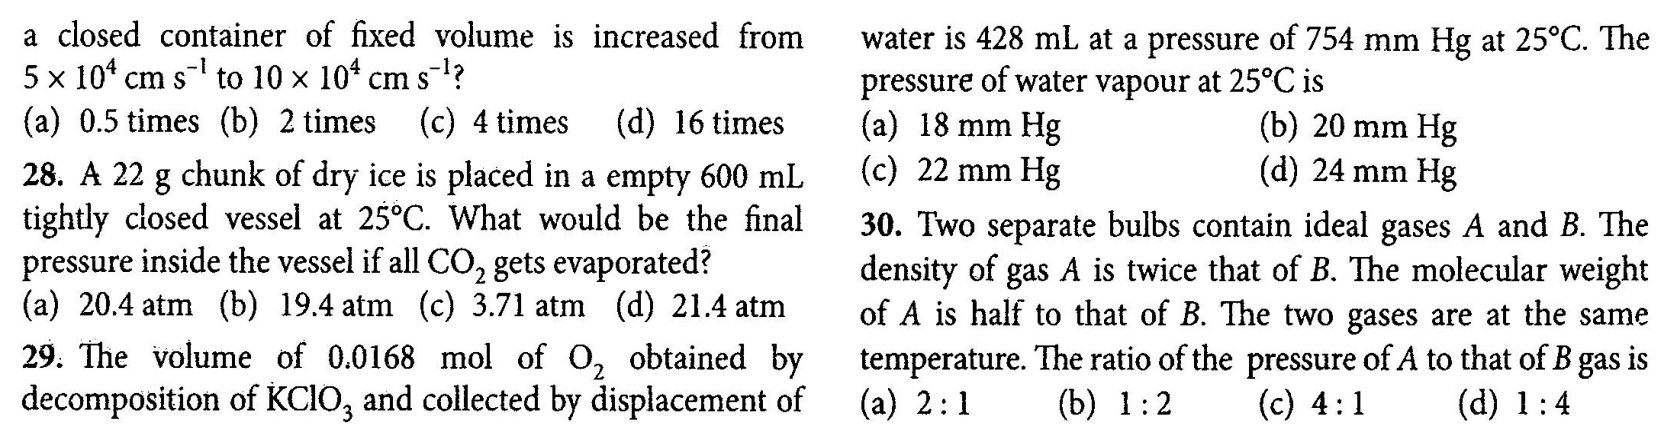 a closed container of fixed volume is increased from
5 × 10⁴ cm s⁻¹ to 10 × 10⁴ cm s⁻¹?
(a) 0.5 times (b) 2 times (c) 4 times (d) 16 times
28. A 22 g chunk of dry ice is placed in a empty 600 mL
tightly closed vessel at 25°C. What would be the final
pressure inside the vessel if all CO₂ gets evaporated?
(a) 20.4 atm (b) 19.4 atm (c) 3.71 atm (d) 21.4 atm
29. The volume of 0.0168 mol of O₂ obtained by
decomposition of KClO₃ and collected by displacement of
water is 428 mL at a pressure of 754 mm Hg at 25°C. The
pressure of water vapour at 25°C is
(a) 18 mm Hg (b) 20 mm Hg
(c) 22 mm Hg (d) 24 mm Hg
30. Two separate bulbs contain ideal gases A and B. The
density of gas A is twice that of B. The molecular weight
of A is half to that of B. The two gases are at the same
temperature. The ratio of the pressure of A to that of B gas is
(a) 2 : 1 (b) 1 : 2 (c) 4 : 1 (d) 1 : 4